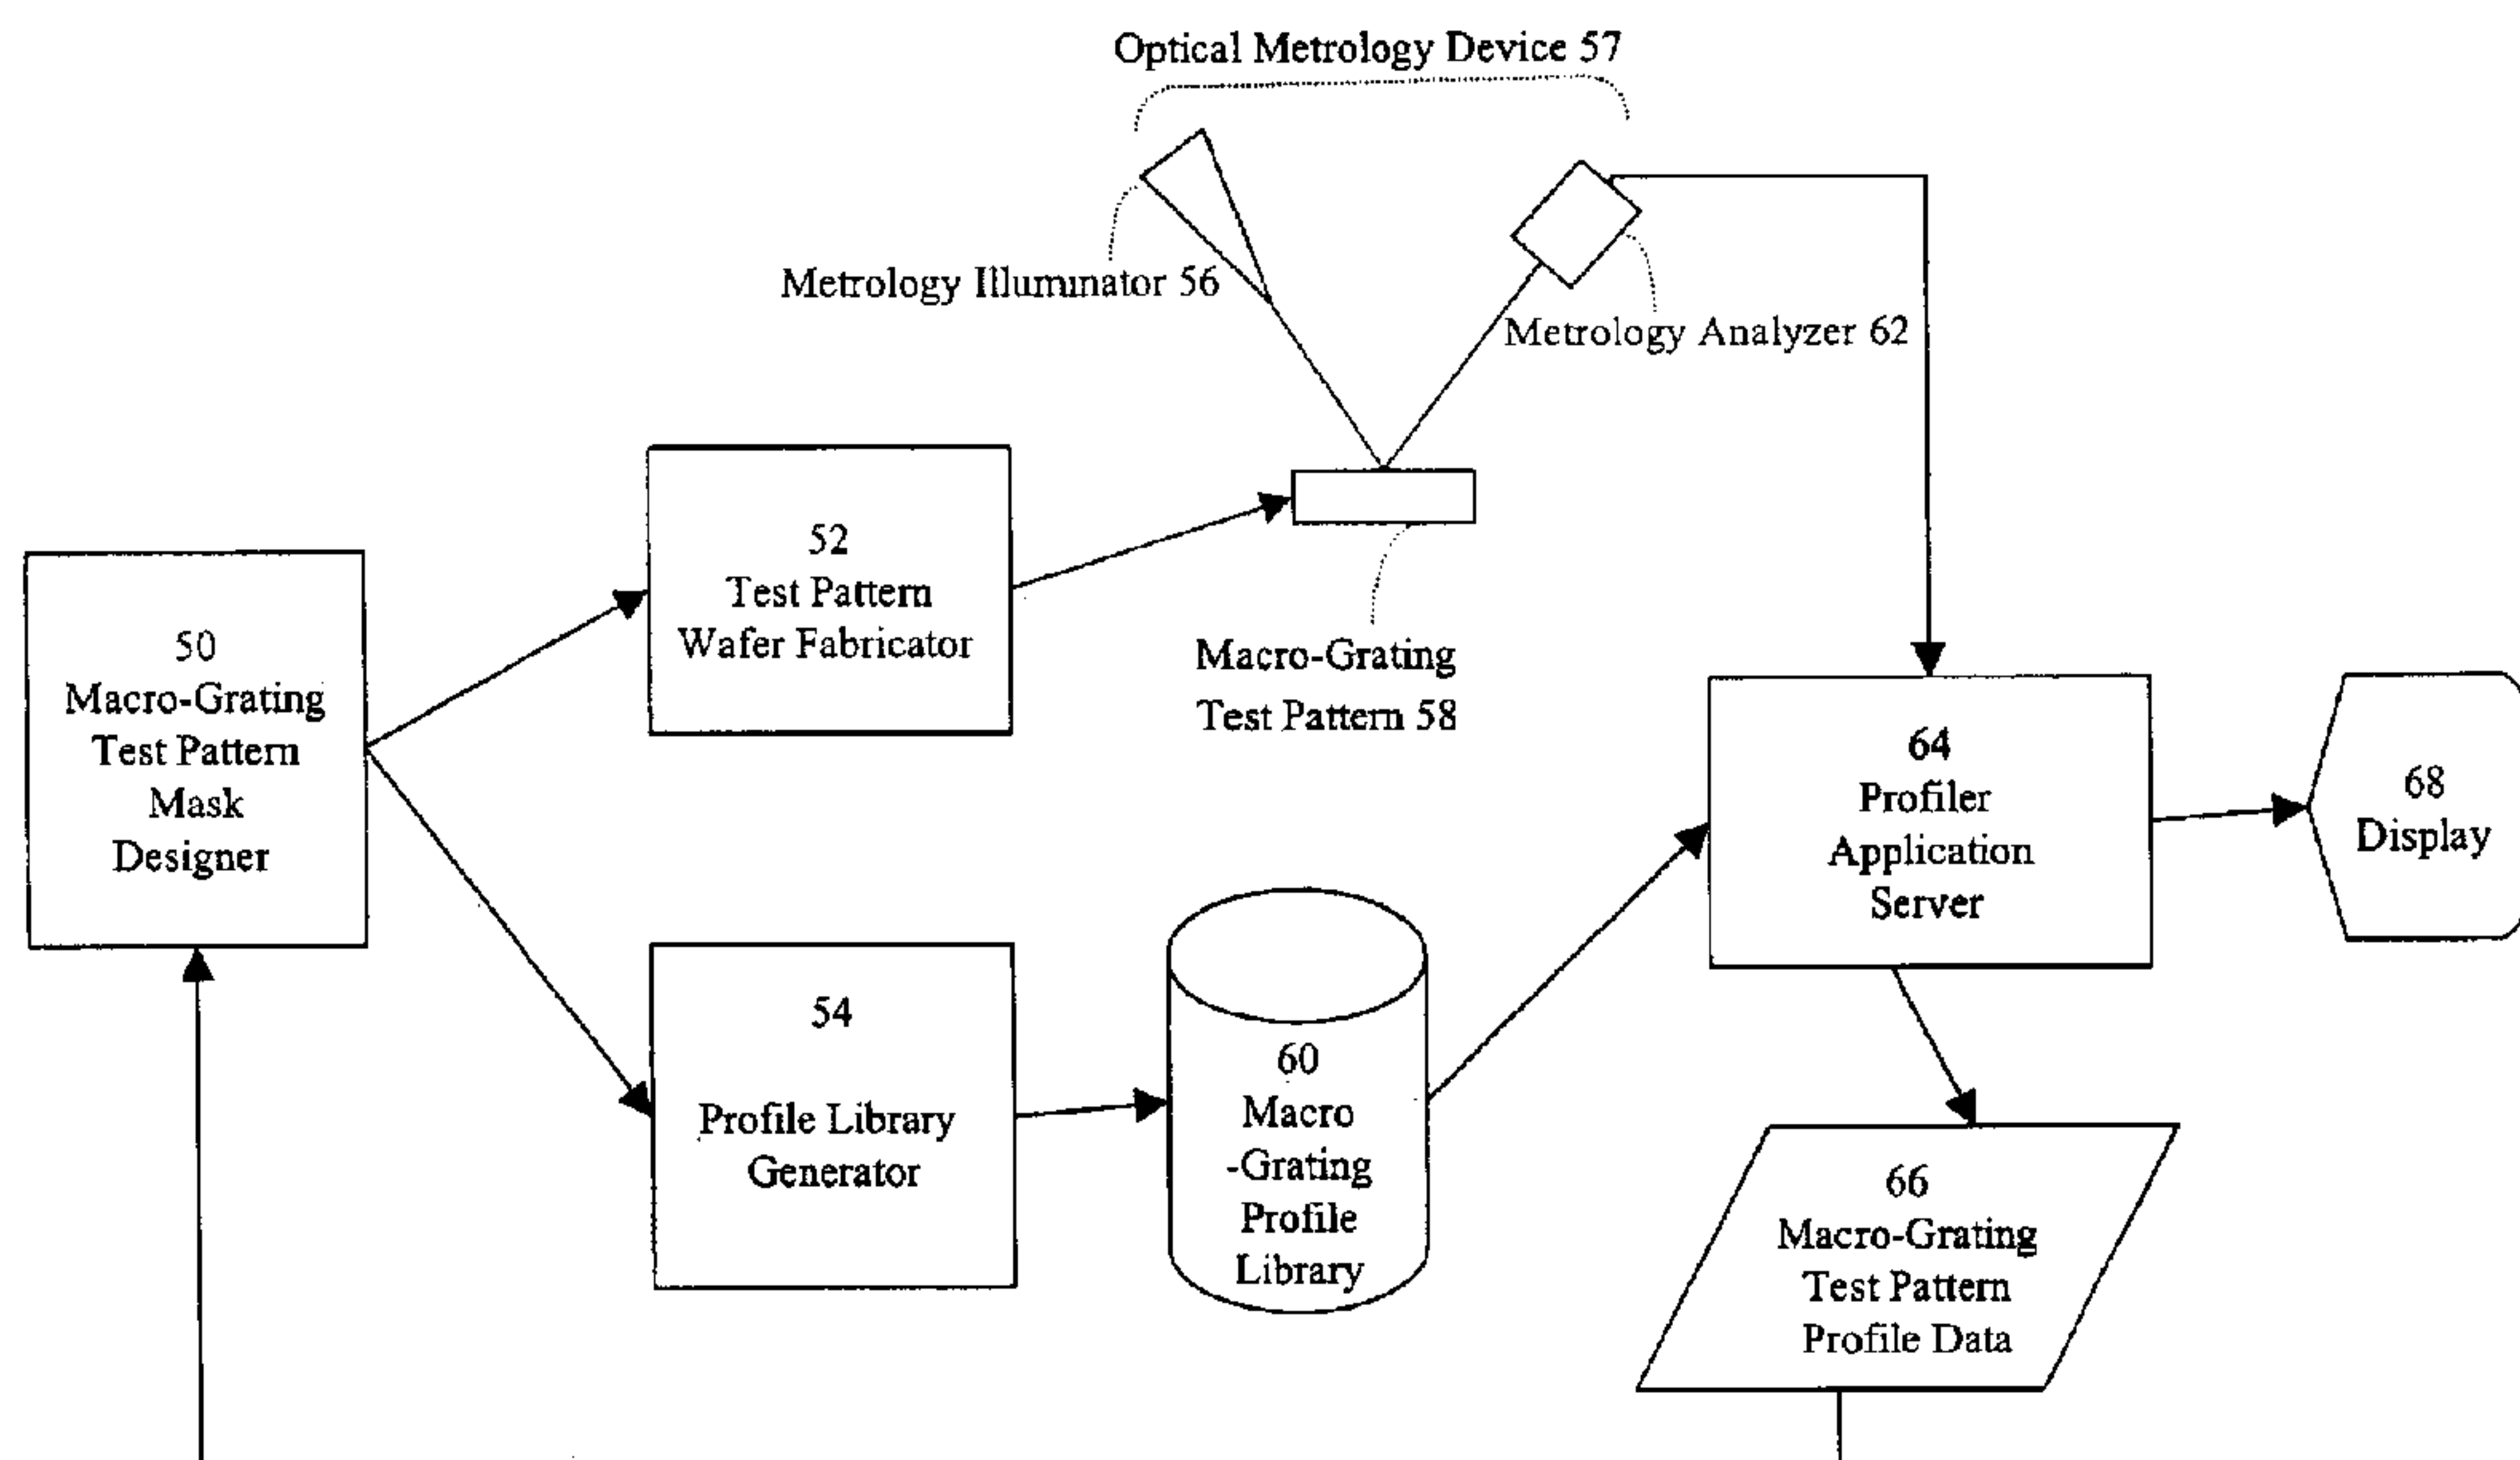 Optical Metrology Device 57
Metrology Illuminator 56
Metrology Analyzer 62
52
Test Pattern
Wafer Fabricator
50
Macro-Grating
Test Pattern
Mask
Designer
Macro-Grating
Test Pattern 58
64
Profiler
Application
Server
68
Display
54
Profile Library
Generator
60
Macro
-Grating
Profile
Library
66
Macro-Grating
Test Pattern
Profile Data